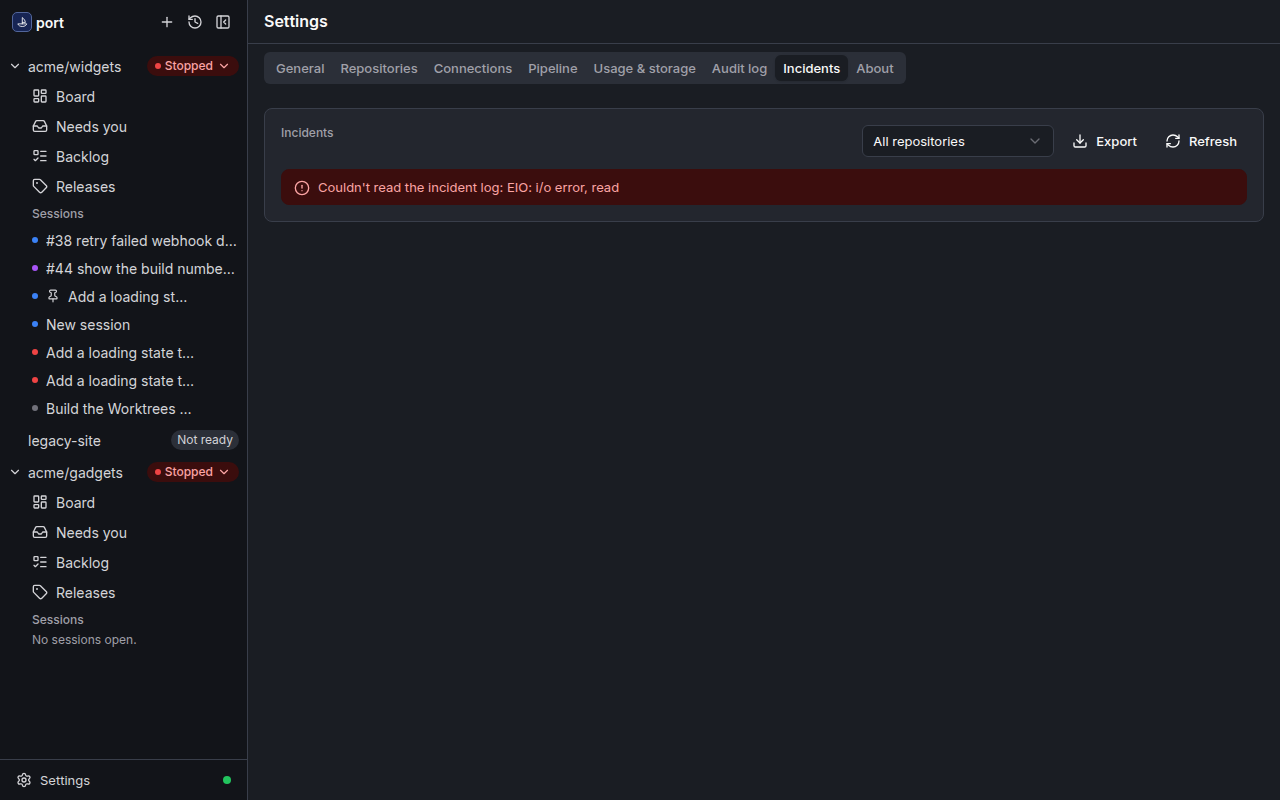 port
acme/widgets
Stopped
Board
Needs you
Backlog
Releases
Sessions
#38 retry failed webhook d...
#44 show the build numbe...
Add a loading st...
New session
Add a loading state t...
Add a loading state t...
Build the Worktrees ...
legacy-site
Not ready
acme/gadgets
Stopped
Board
Needs you
Backlog
Releases
Sessions
No sessions open.
Settings
Settings
General Repositories Connections Pipeline Usage & storage Audit log Incidents About
Incidents
All repositories
Export
Refresh
Couldn't read the incident log: EIO: i/o error, read